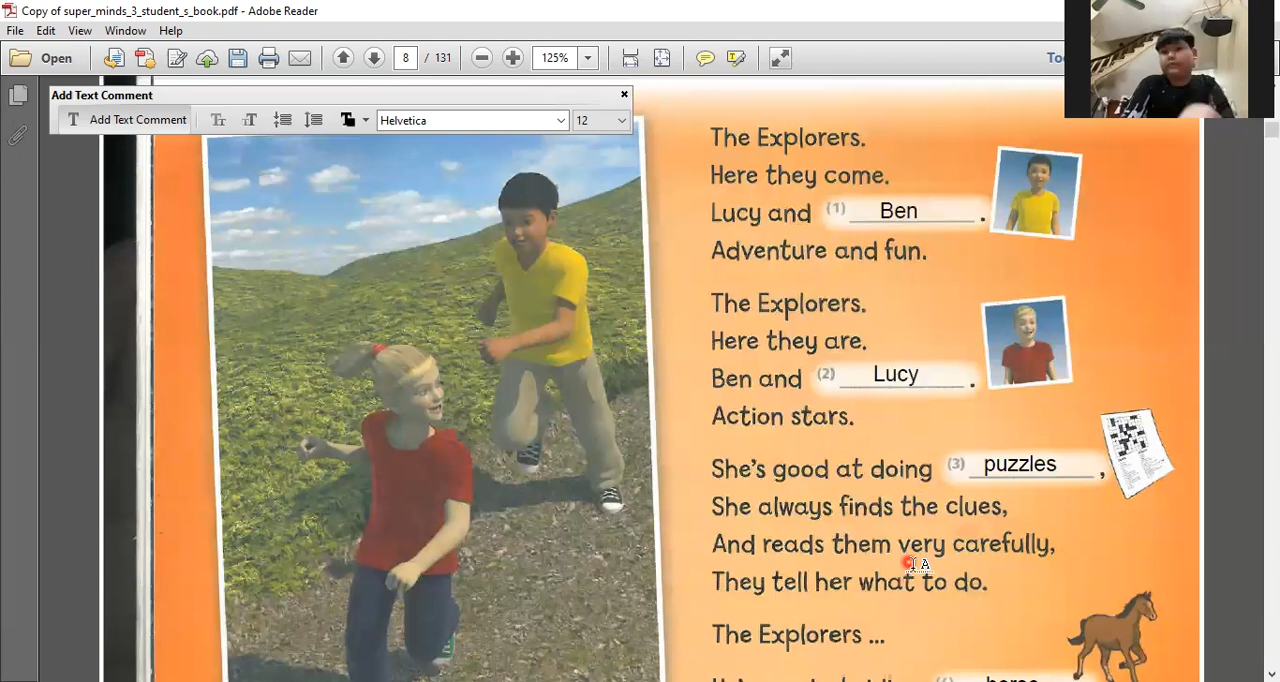 Copy of super_minds_3_student_s_book.pdf - Adobe Reader
File Edit View Window Help
Open 8 / 131 125%
Add Text Comment
Add Text Comment Helvetica 12
The Explorers.
Here they come.
Lucy and (1) Ben .
Adventure and fun.
The Explorers.
Here they are.
Ben and (2) Lucy .
Action stars.
She's good at doing (3) puzzles ,
She always finds the clues,
And reads them very carefully,
They tell her what to do.
The Explorers ...